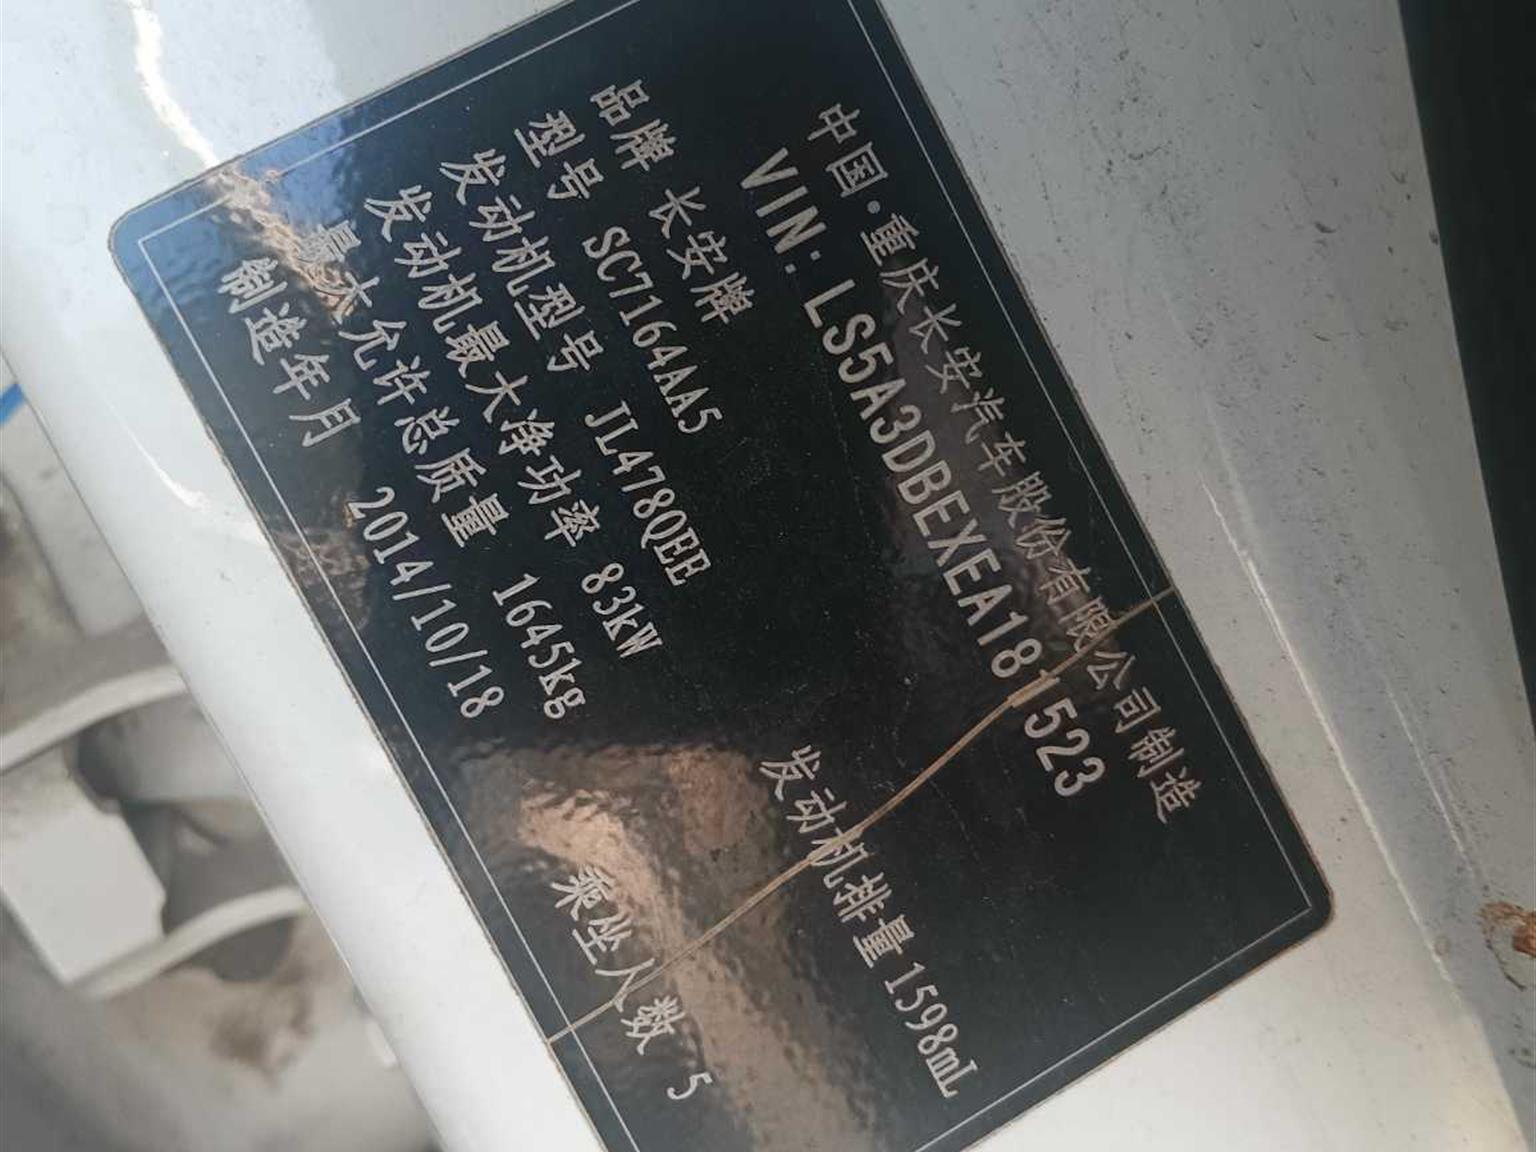 中国·重庆长安汽车股份有限公司制造
VIN: LS5A3DBEXEA181523
品牌 长安牌
型号 SC7164AA5
发动机型号 JL478QEE 发动机排量 1598mL
发动机最大净功率 83kW
最大允许总质量 1645kg
制造年月 2014/10/18 乘坐人数 5